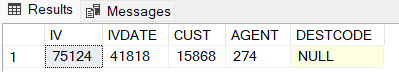 Results Messages
IV IVDATE CUST AGENT DESTCODE
1 75124 41818 15868 274 NULL